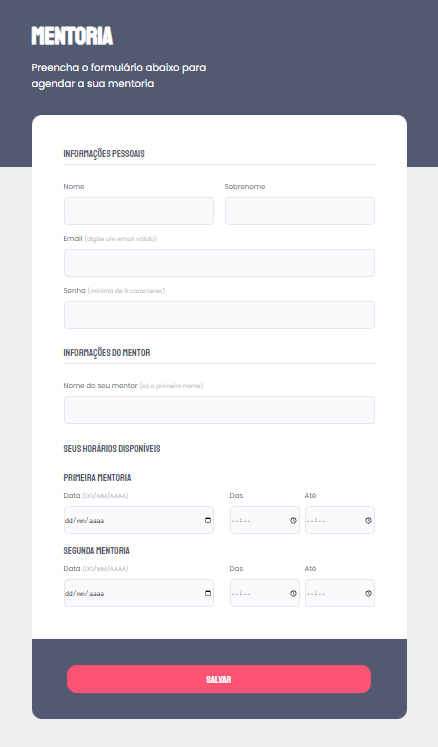 MENTORIA
Preencha o formulário abaixo para
agendar a sua mentoria
INFORMAÇÕES PESSOAIS
Nome
Sobrenome
Email (digite um email válido)
Senha (mínimo de 6 caracteres)
INFORMAÇÕES DO MENTOR
Nome do seu mentor (só o primeiro nome)
SEUS HORÁRIOS DISPONÍVEIS
PRIMEIRA MENTORIA
Data (DD/MM/AAAA) Das Até
dd/mm/aaaa --:-- --:--
SEGUNDA MENTORIA
Data (DD/MM/AAAA) Das Até
dd/mm/aaaa --:-- --:--
SALVAR